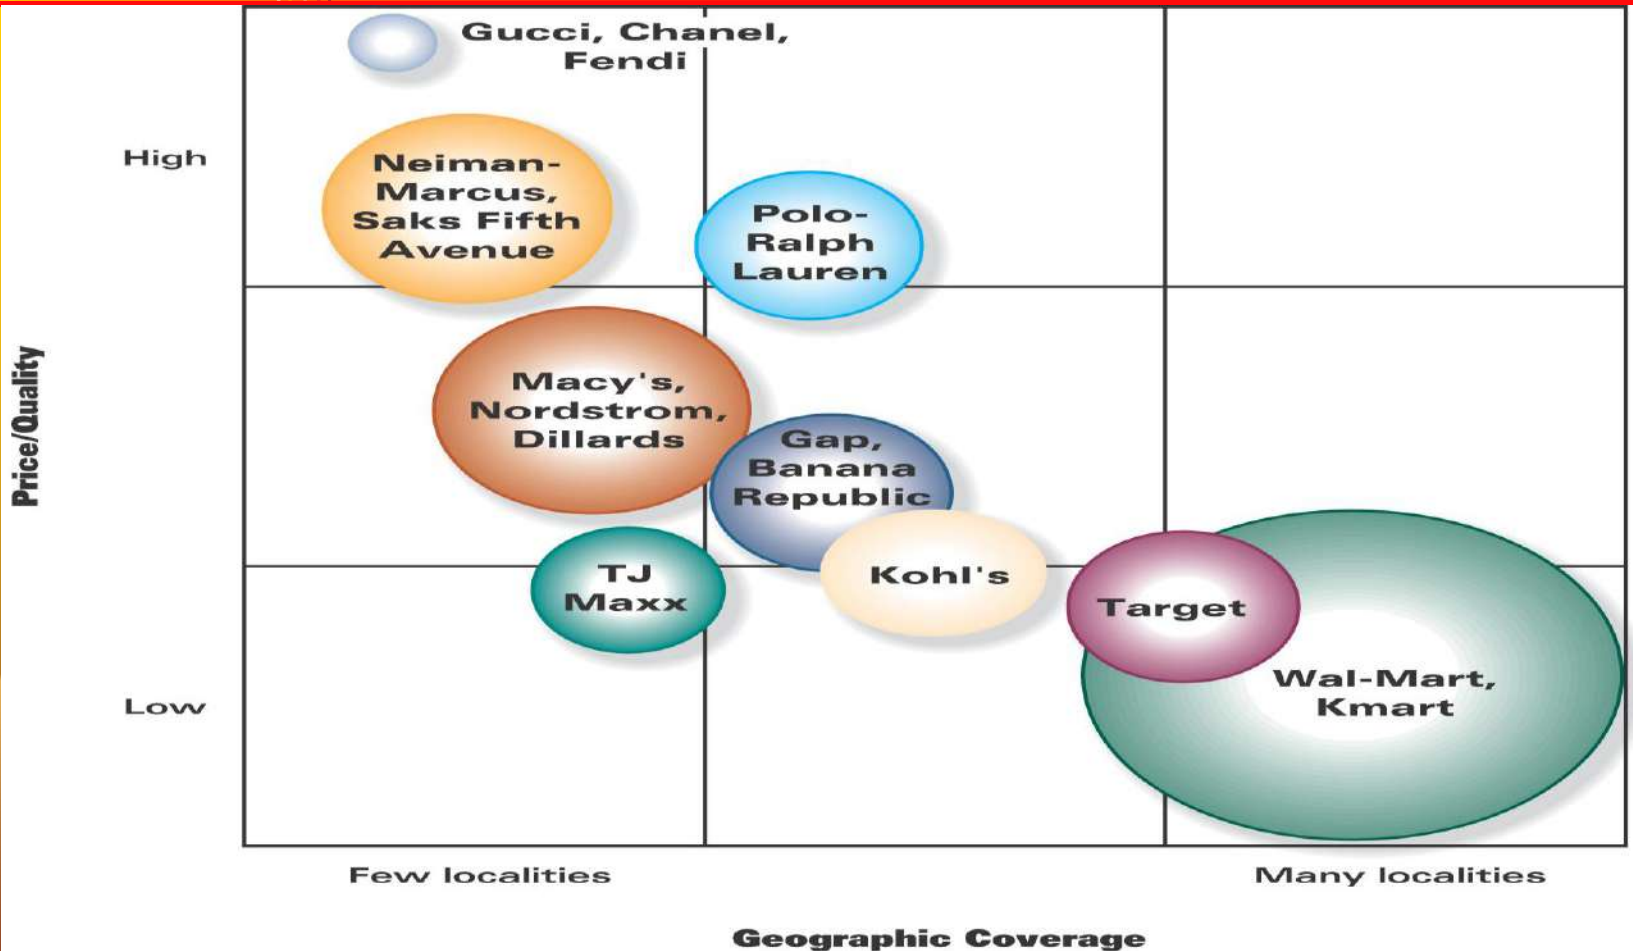 Gucci, Chanel,
Fendi
High
Neiman-
Marcus,
Saks Fifth
Avenue
Polo-
Ralph
Lauren
Price/Quality
Macy's,
Nordstrom,
Dillards
Gap,
Banana
Republic
TJ
Maxx
Kohl's
Target
Wal-Mart,
Kmart
Low
Few localities
Many localities
Geographic Coverage